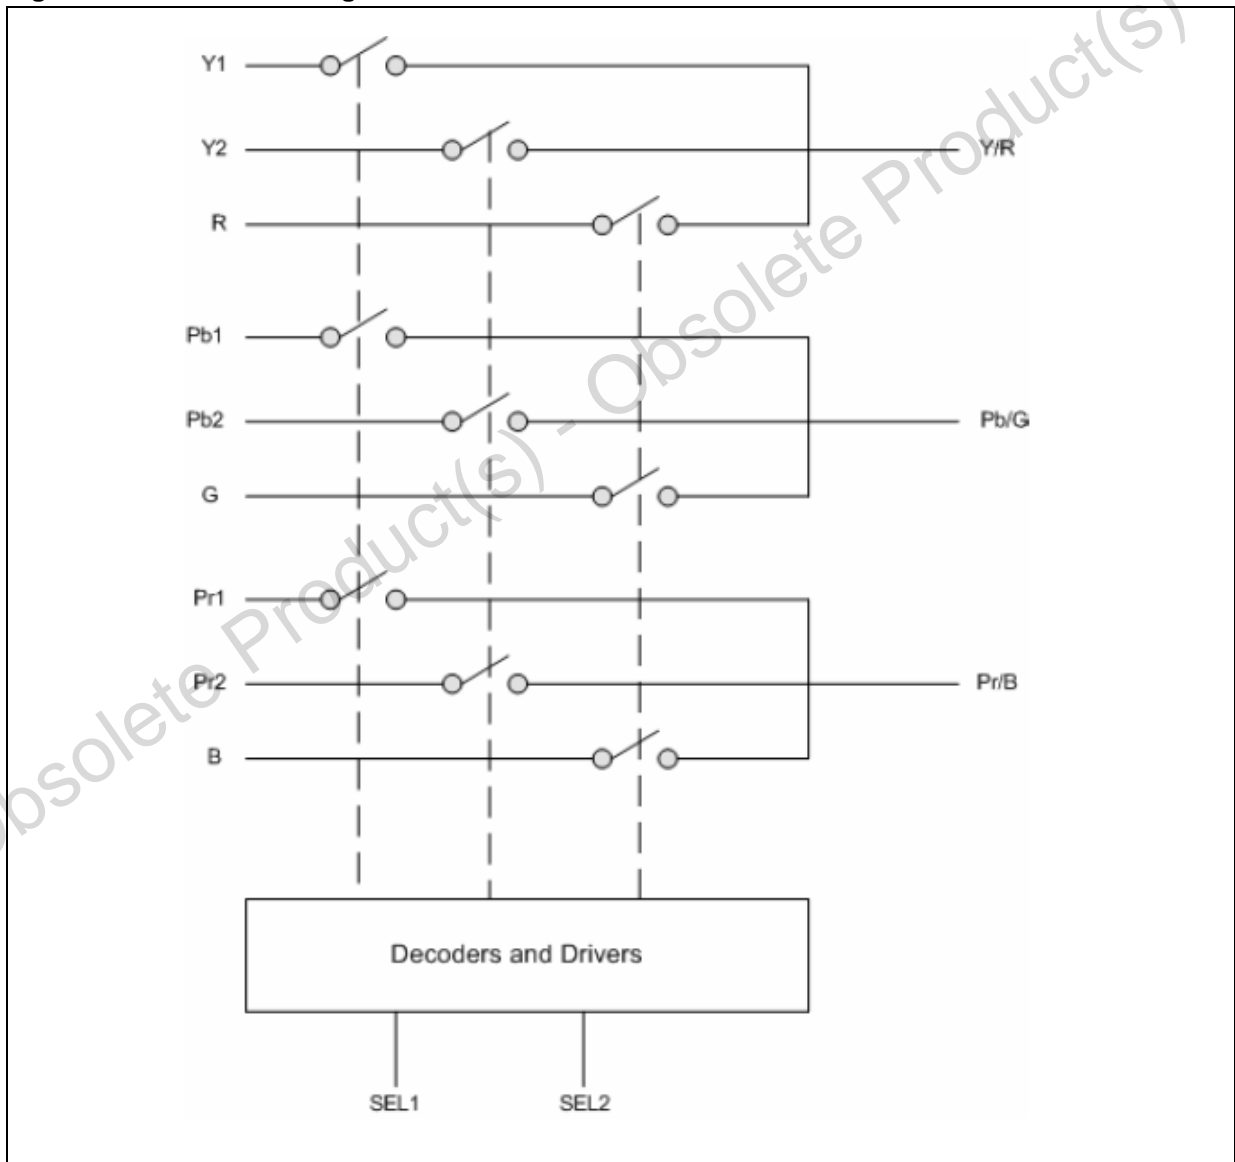 Y1
Y2
Y/R
R
Pb1
Pb2
Pb/G
G
Pr1
Pr2
Pr/B
B
Decoders and Drivers
SEL1
SEL2
Obsolete Product(s) - Obsolete Product(s)